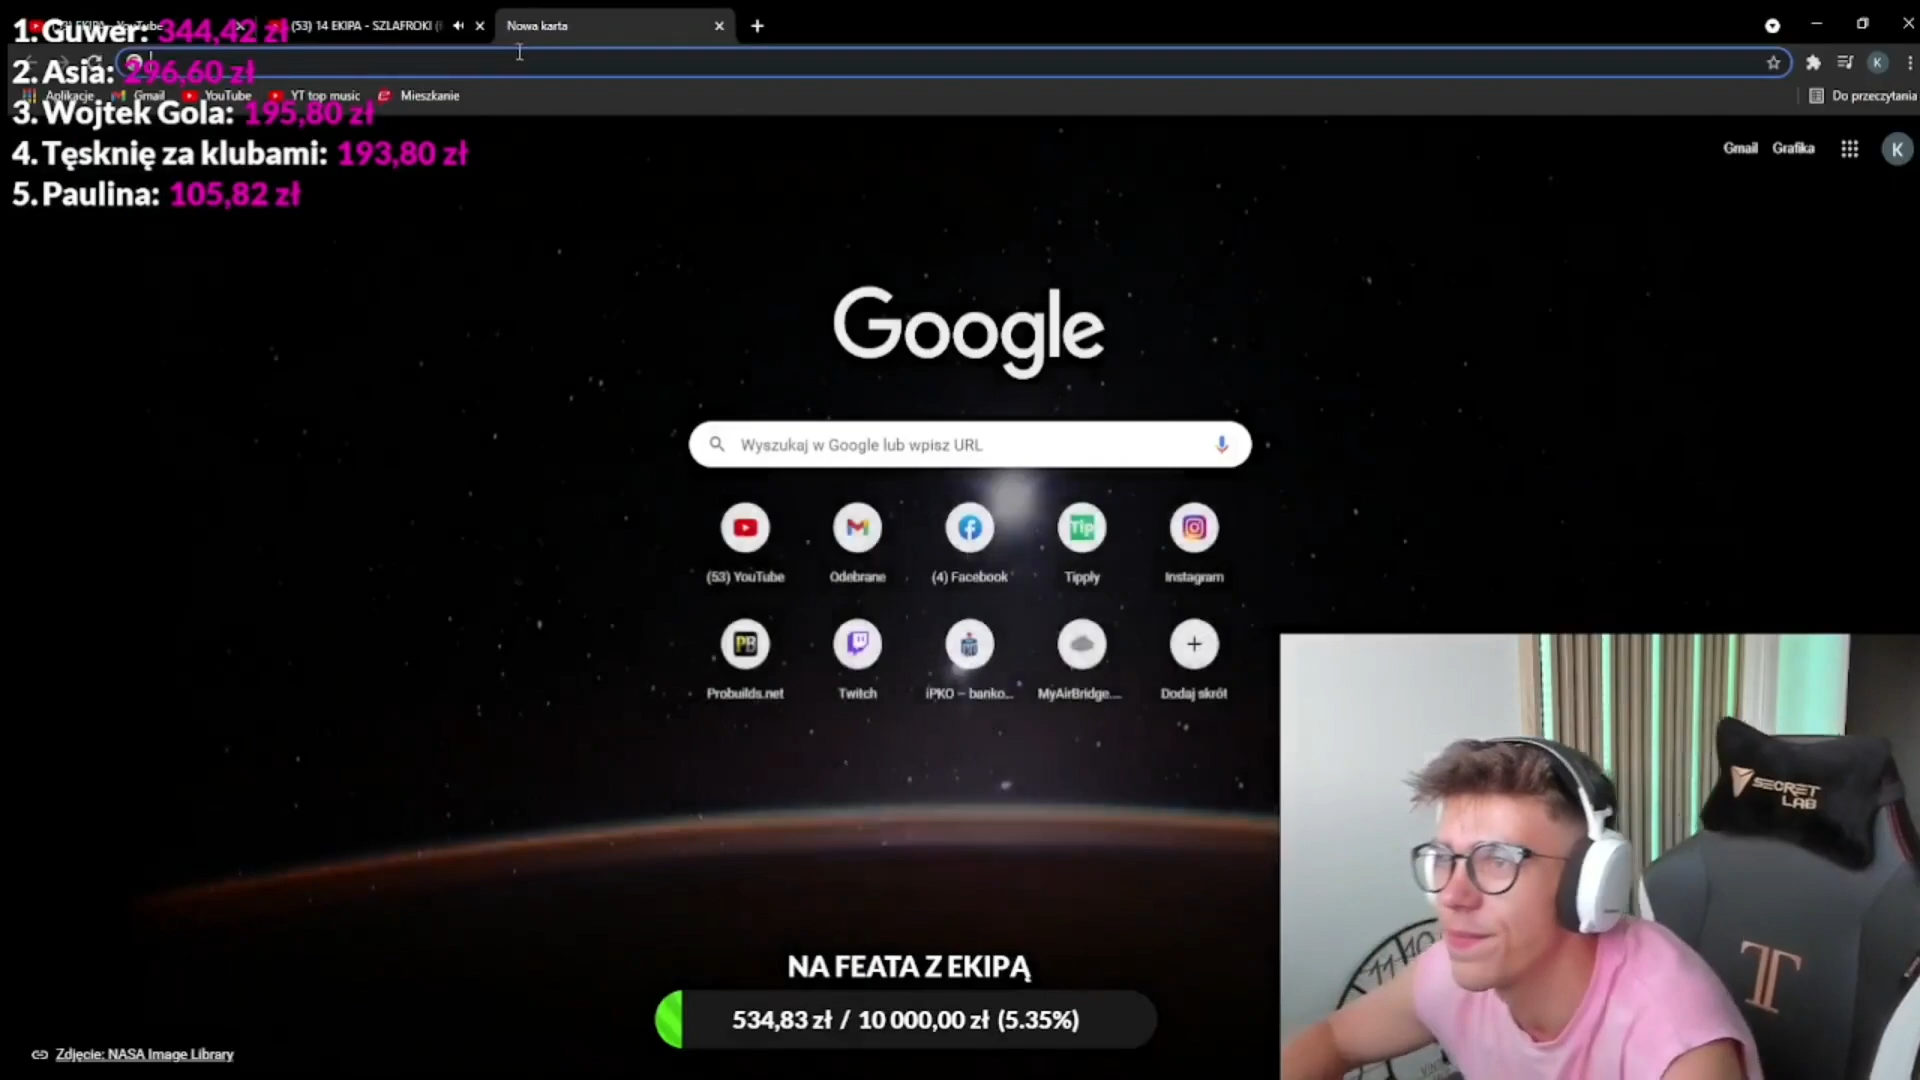 (53) 14 EKIPA - SZLAFROKI
Nowa karta
1. Guwer: 344,42 zł
2. Asia: 296,60 zł
Aplikacje Gmail YouTube YT top music Mieszkanie
Do przeczytania
3. Wojtek Gola: 195,80 zł
4. Tęsknię za klubami: 193,80 zł
5. Paulina: 105,82 zł
Gmail Grafika K
Google
Wyszukaj w Google lub wpisz URL
Tip
(53) YouTube Odebrane (4) Facebook Tipply Instagram
PB
Probuilds.net Twitch iPKO – banko... MyAirBridge.... Dodaj skrót
SECRET
LAB
NA FEATA Z EKIPĄ
534,83 zł / 10 000,00 zł (5.35%)
Zdjęcie: NASA Image Library